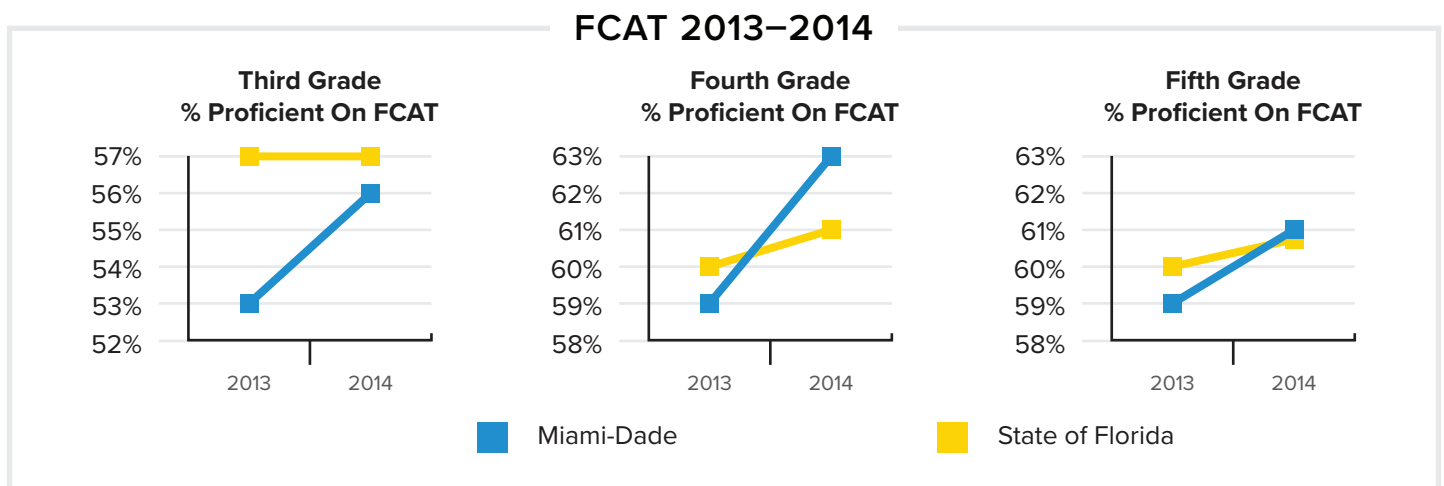 FCAT 2013–2014
Third Grade
% Proficient On FCAT
57%
56%
55%
54%
53%
52%
2013 2014
Fourth Grade
% Proficient On FCAT
63%
62%
61%
60%
59%
58%
2013 2014
Fifth Grade
% Proficient On FCAT
63%
62%
61%
60%
59%
58%
2013 2014
Miami-Dade
State of Florida